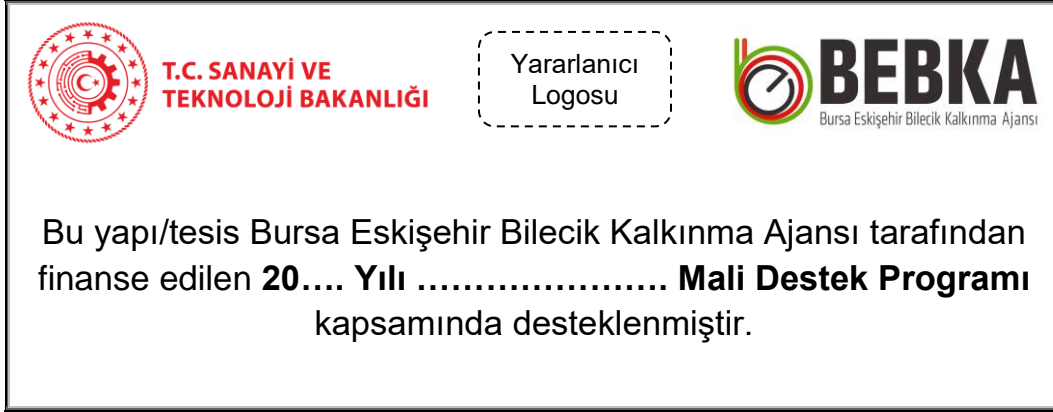 T.C. SANAYİ VE
TEKNOLOJİ BAKANLIĞI
Yararlanıcı
Logosu
BEBKA
Bursa Eskişehir Bilecik Kalkınma Ajansı
Bu yapı/tesis Bursa Eskişehir Bilecik Kalkınma Ajansı tarafından
finanse edilen 20…. Yılı …………………. Mali Destek Programı
kapsamında desteklenmiştir.